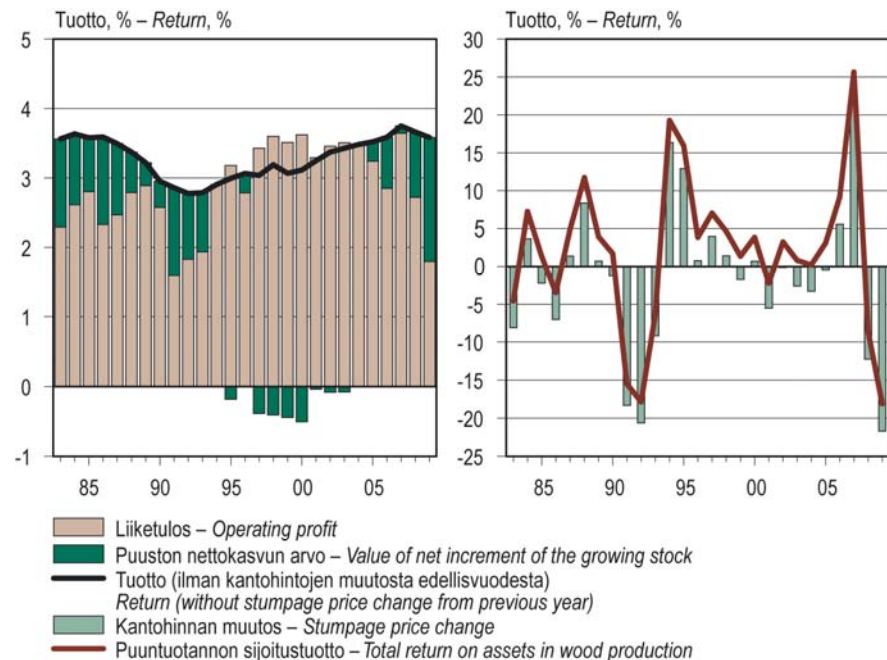 Tuotto, % – Return, %
5
4
3
2
1
0
-1
85 90 95 00 05
Tuotto, % – Return, %
30
25
20
15
10
5
0
-5
-10
-15
-20
-25
85 90 95 00 05
Liiketulos – Operating profit
Puuston nettokasvun arvo – Value of net increment of the growing stock
Tuotto (ilman kantohintojen muutosta edellisvuodesta)
Return (without stumpage price change from previous year)
Kantohinnan muutos – Stumpage price change
Puuntuotannon sijoitustuotto – Total return on assets in wood production